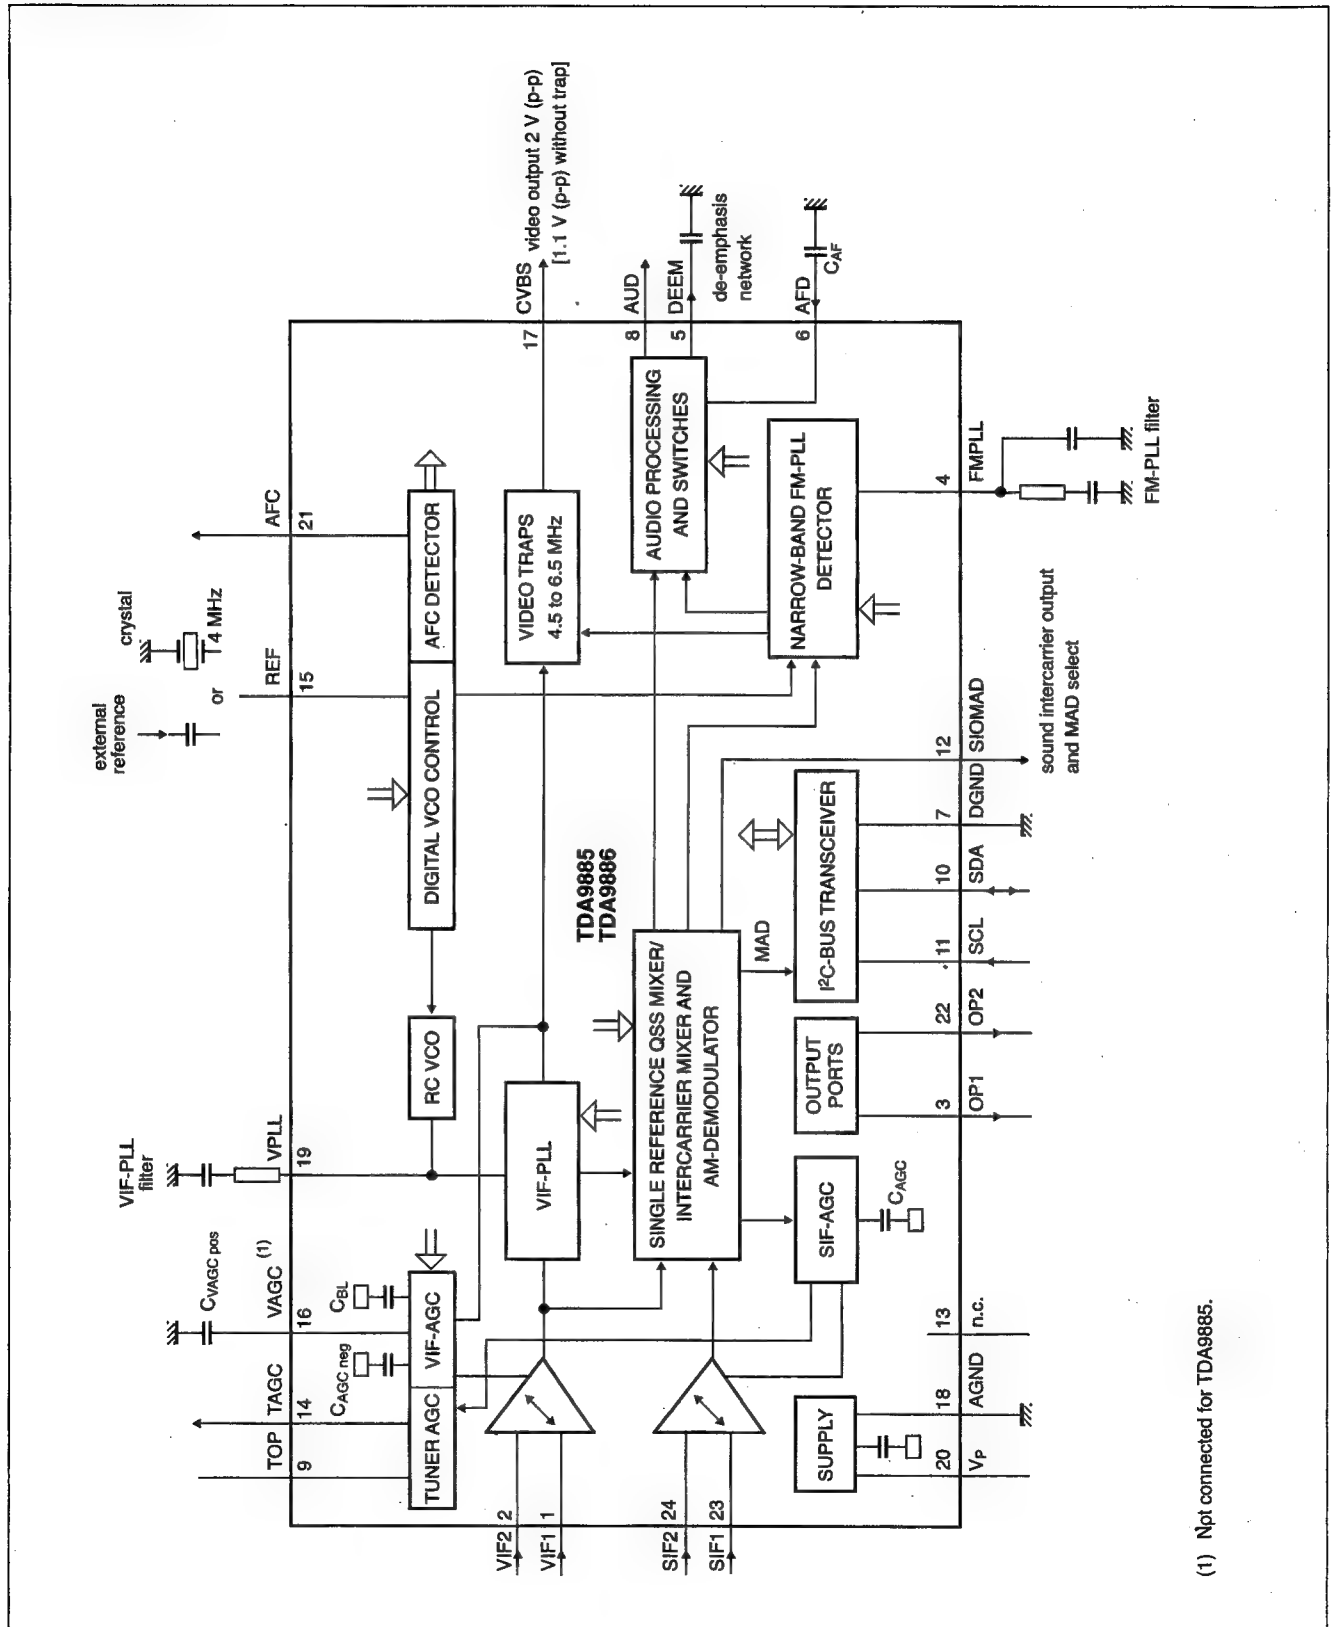 VIF-PLL
filter
external
reference
crystal
or
4 MHz
CVAGC pos
TOP
TAGC
VAGC (1)
VPLL
REF
AFC
9
14
16
19
15
21
CAGC neg
CBL
TUNER AGC
VIF-AGC
RC VCO
DIGITAL VCO CONTROL
AFC DETECTOR
VIF2 2
VIF1 1
VIF-PLL
VIDEO TRAPS
4.5 to 6.5 MHz
17
CVBS
video output 2 V (p-p)
[1.1 V (p-p) without trap]
TDA9885
TDA9886
SIF2 24
SIF1 23
SINGLE REFERENCE QSS MIXER/
INTERCARRIER MIXER AND
AM-DEMODULATOR
AUDIO PROCESSING
AND SWITCHES
8
AUD
5
DEEM
de-emphasis
network
6
AFD
CAF
MAD
NARROW-BAND FM-PLL
DETECTOR
SUPPLY
SIF-AGC
CAGC
OUTPUT
PORTS
I2C-BUS TRANSCEIVER
20
18
13
3
22
11
10
7
12
4
VP
AGND
n.c.
OP1
OP2
SCL
SDA
DGND
SIOMAD
FMPLL
sound intercarrier output
and MAD select
FM-PLL filter
(1) Not connected for TDA9885.